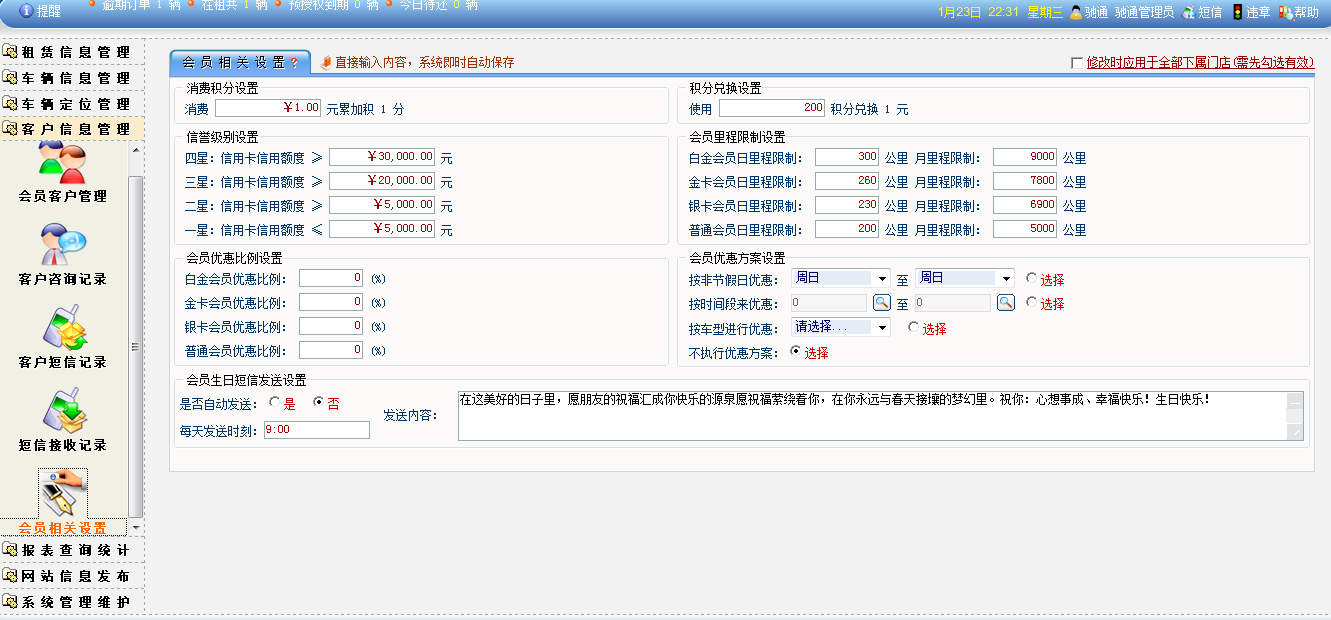 提醒 逾期订单 1 辆 在租共 1 辆 预授权到期 0 辆 今日待还 0 辆
1月23日 22:31 星期三 驰通 驰通管理员 短信 违章 帮助
租赁信息管理
车辆信息管理
车辆定位管理
客户信息管理
会员客户管理
客户咨询记录
客户短信记录
短信接收记录
会员相关设置
报表查询统计
网站信息发布
系统管理维护
会员相关设置? 直接输入内容，系统即时自动保存
修改时应用于全部下属门店(需先勾选有效)
消费积分设置
消费 ￥1.00 元累加积 1 分
积分兑换设置
使用 200 积分兑换 1 元
信誉级别设置
四星：信用卡信用额度 ≥ ￥30,000.00 元
三星：信用卡信用额度 ≥ ￥20,000.00 元
二星：信用卡信用额度 ≥ ￥5,000.00 元
一星：信用卡信用额度 ≤ ￥5,000.00 元
会员里程限制设置
白金会员日里程限制： 300 公里 月里程限制： 9000 公里
金卡会员日里程限制： 260 公里 月里程限制： 7800 公里
银卡会员日里程限制： 230 公里 月里程限制： 6900 公里
普通会员日里程限制： 200 公里 月里程限制： 5000 公里
会员优惠比例设置
白金会员优惠比例： 0 (%)
金卡会员优惠比例： 0 (%)
银卡会员优惠比例： 0 (%)
普通会员优惠比例： 0 (%)
会员优惠方案设置
按非节假日优惠： 周日 至 周日 选择
按时间段来优惠： 0 至 0 选择
按车型进行优惠： 请选择... 选择
不执行优惠方案： 选择
会员生日短信发送设置
是否自动发送： 是 否
每天发送时刻： 9:00
发送内容： 在这美好的日子里，愿朋友的祝福汇成你快乐的源泉愿祝福萦绕着你，在你永远与春天接攘的梦幻里。祝你：心想事成、幸福快乐！生日快乐！